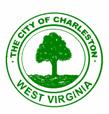 THE CITY OF CHARLESTON
WEST VIRGINIA